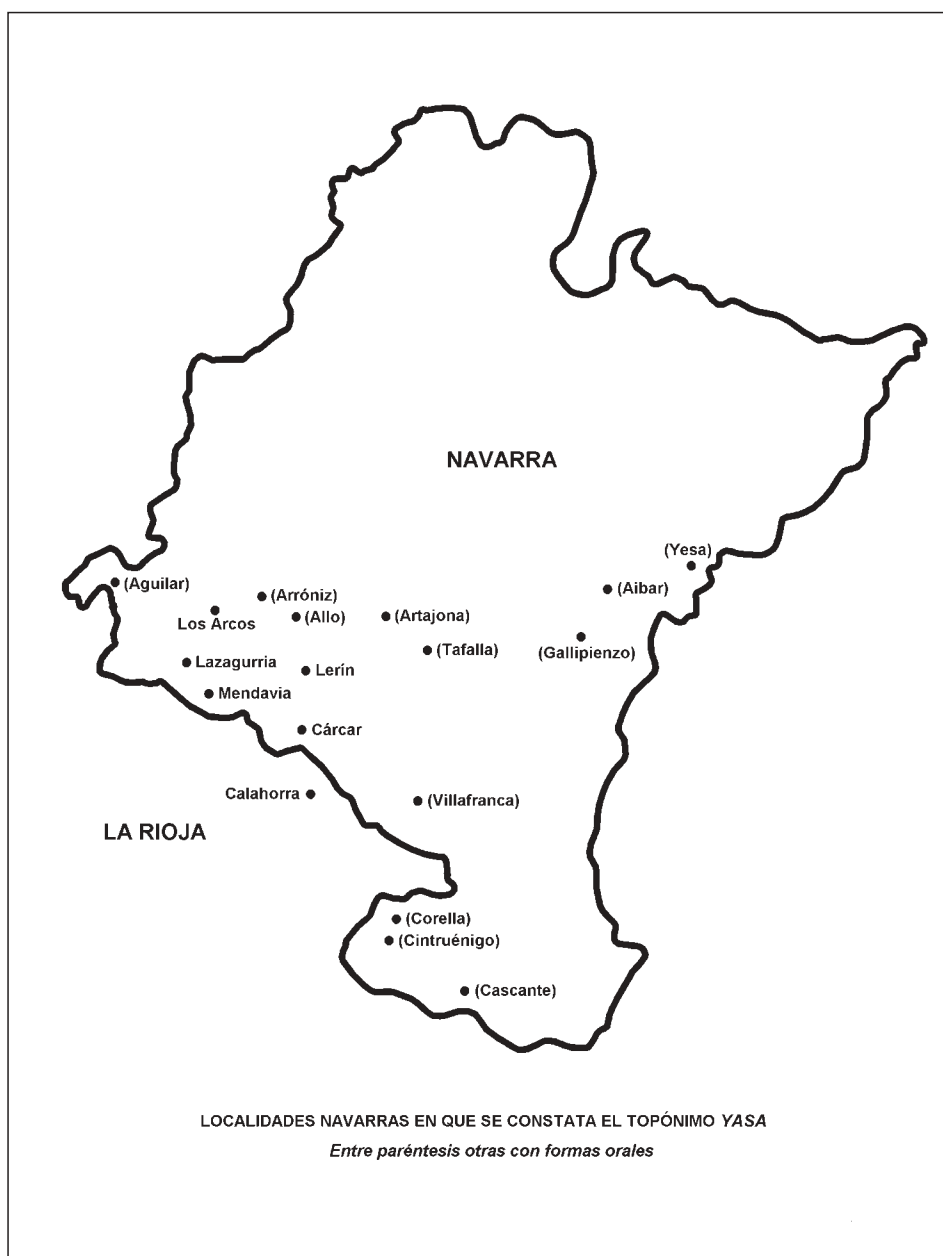 NAVARRA
(Yesa)
(Aguilar)
(Aibar)
(Arróniz)
Los Arcos
(Allo)
(Artajona)
(Gallipienzo)
(Tafalla)
Lazagurria
Lerín
Mendavia
Cárcar
Calahorra
(Villafranca)
LA RIOJA
(Corella)
(Cintruénigo)
(Cascante)
LOCALIDADES NAVARRAS EN QUE SE CONSTATA EL TOPÓNIMO YASA
Entre paréntesis otras con formas orales